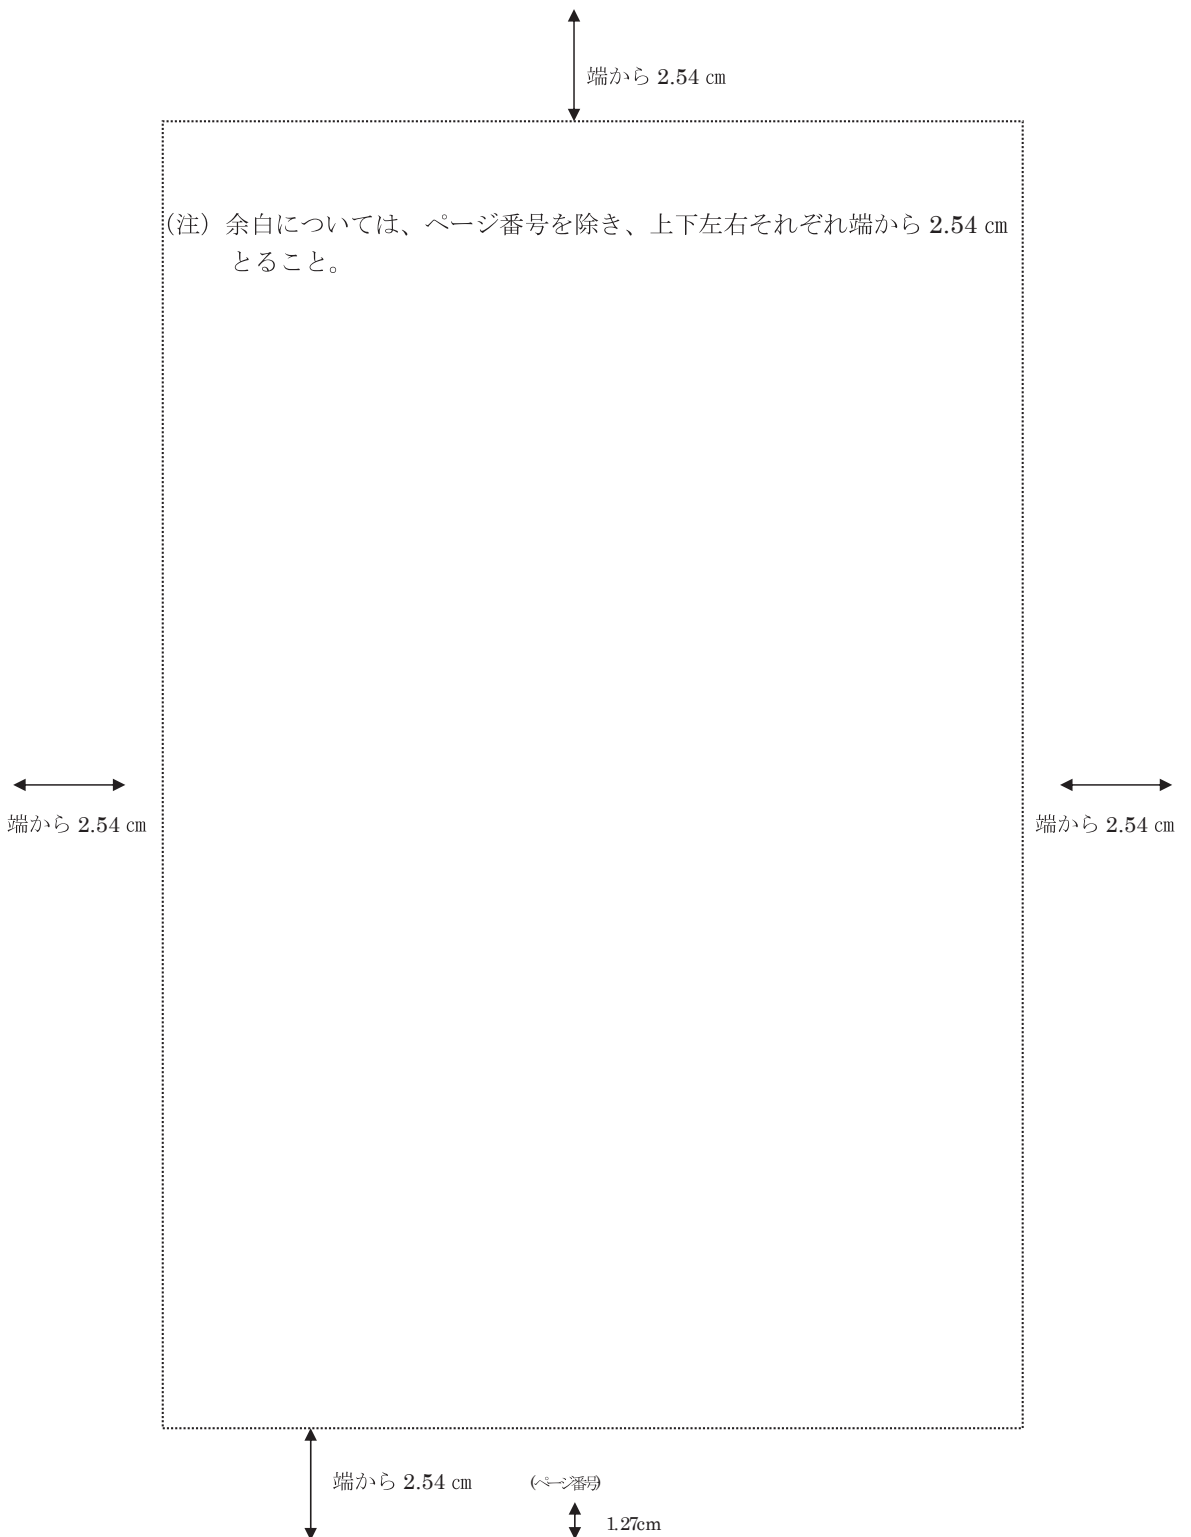 端から 2.54 ㎝
(注) 余白については、ページ番号を除き、上下左右それぞれ端から 2.54 ㎝
とること。
端から 2.54 ㎝
端から 2.54 ㎝
端から 2.54 ㎝
(ページ番号)
1.27cm